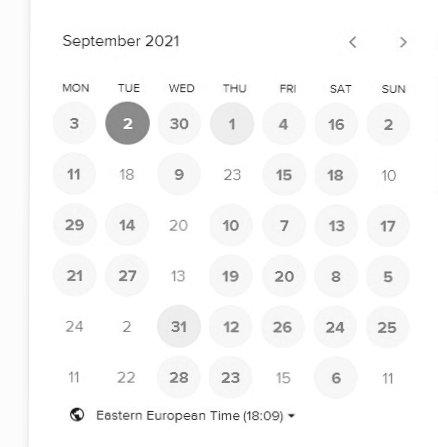 September 2021 < >
MON TUE WED THU FRI SAT SUN
3 2 30 1 4 16 2
11 18 9 23 15 18 10
29 14 20 10 7 13 17
21 27 13 19 20 8 5
24 2 31 12 26 24 25
11 22 28 23 15 6 11
Eastern European Time (18:09)